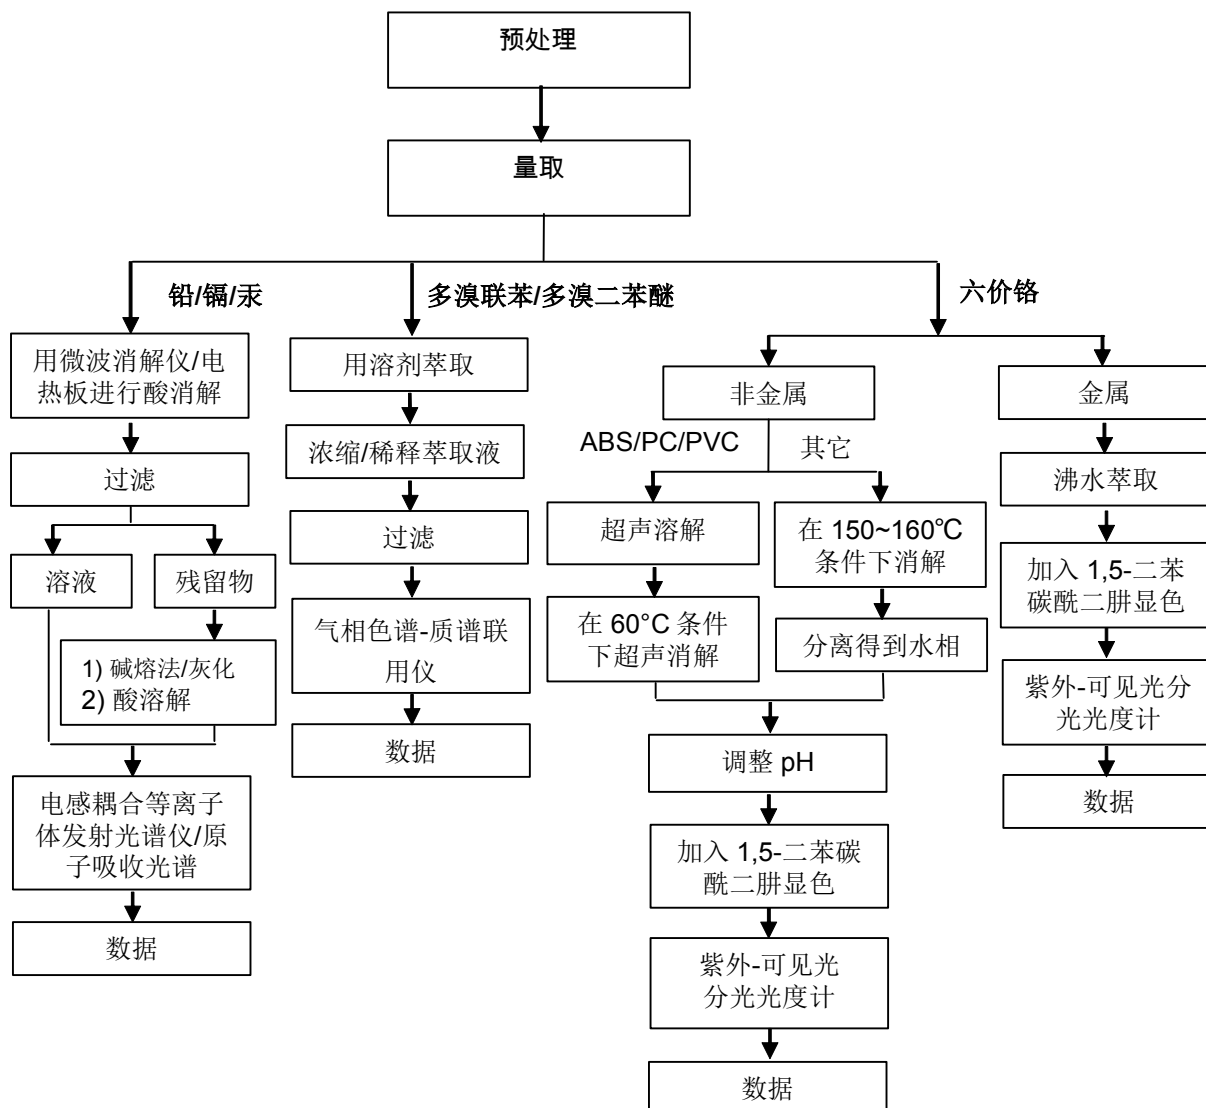 预处理
量取
铅/镉/汞
多溴联苯/多溴二苯醚
六价铬
用微波消解仪/电
热板进行酸消解
过滤
溶液
残留物
1) 碱熔法/灰化
2) 酸溶解
电感耦合等离子
体发射光谱仪/原
子吸收光谱
数据
用溶剂萃取
浓缩/稀释萃取液
过滤
气相色谱-质谱联
用仪
数据
非金属
ABS/PC/PVC
其它
超声溶解
在 60°C 条件
下超声消解
在 150~160℃
条件下消解
分离得到水相
调整 pH
加入 1,5-二苯碳
酰二肼显色
紫外-可见光
分光光度计
数据
金属
沸水萃取
加入 1,5-二苯
碳酰二肼显色
紫外-可见光分
光光度计
数据